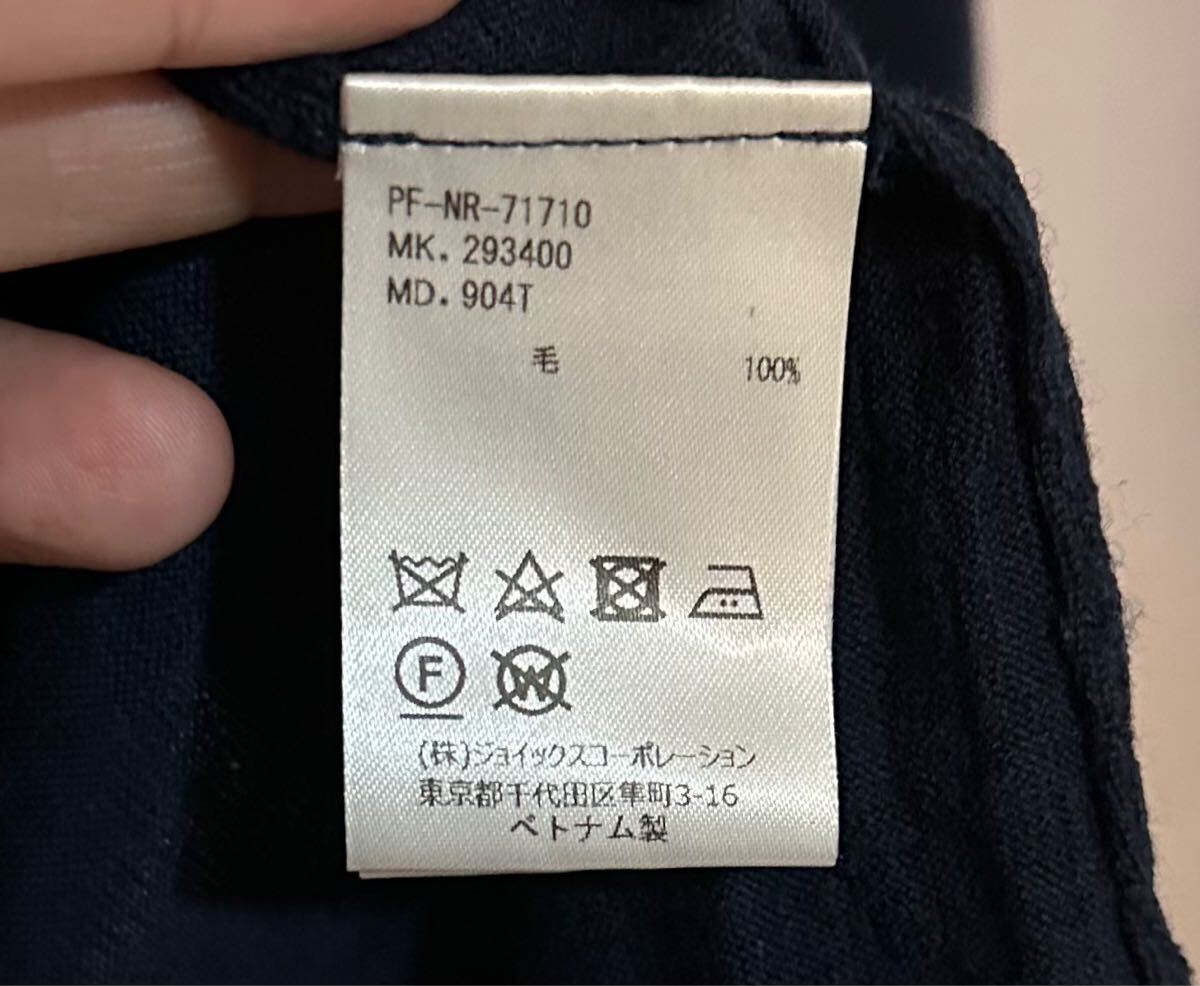 PF-NR-71710
MK. 293400
MD. 904T
毛 100%
F
W
(株)ジョイックスコーポレーション
東京都千代田区隼町3-16
ベトナム製